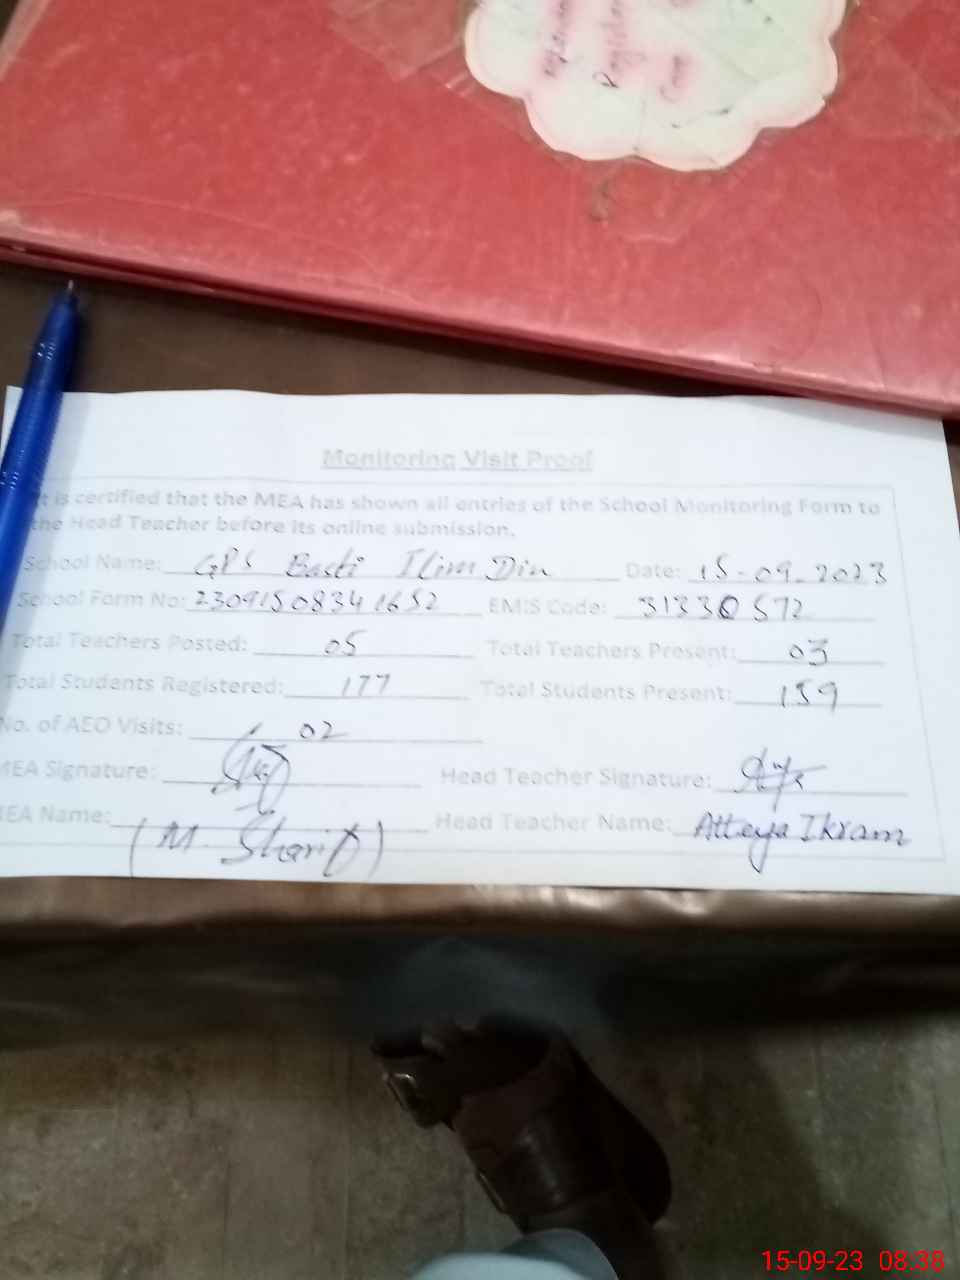 Monitoring Visit Proof
It is certified that the MEA has shown all entries of the School Monitoring Form to
the Head Teacher before its online submission.
School Name: GPS Basti Ilim Din Date: 15-09-2023
School Form No: 23091508341652 EMIS Code: 31330572
Total Teachers Posted: 05 Total Teachers Present: 03
Total Students Registered: 177 Total Students Present: 159
No. of AEO Visits: 02
MEA Signature: Head Teacher Signature:
MEA Name: (M. Sharif) Head Teacher Name: Atteya Ikram
15-09-23 08:38